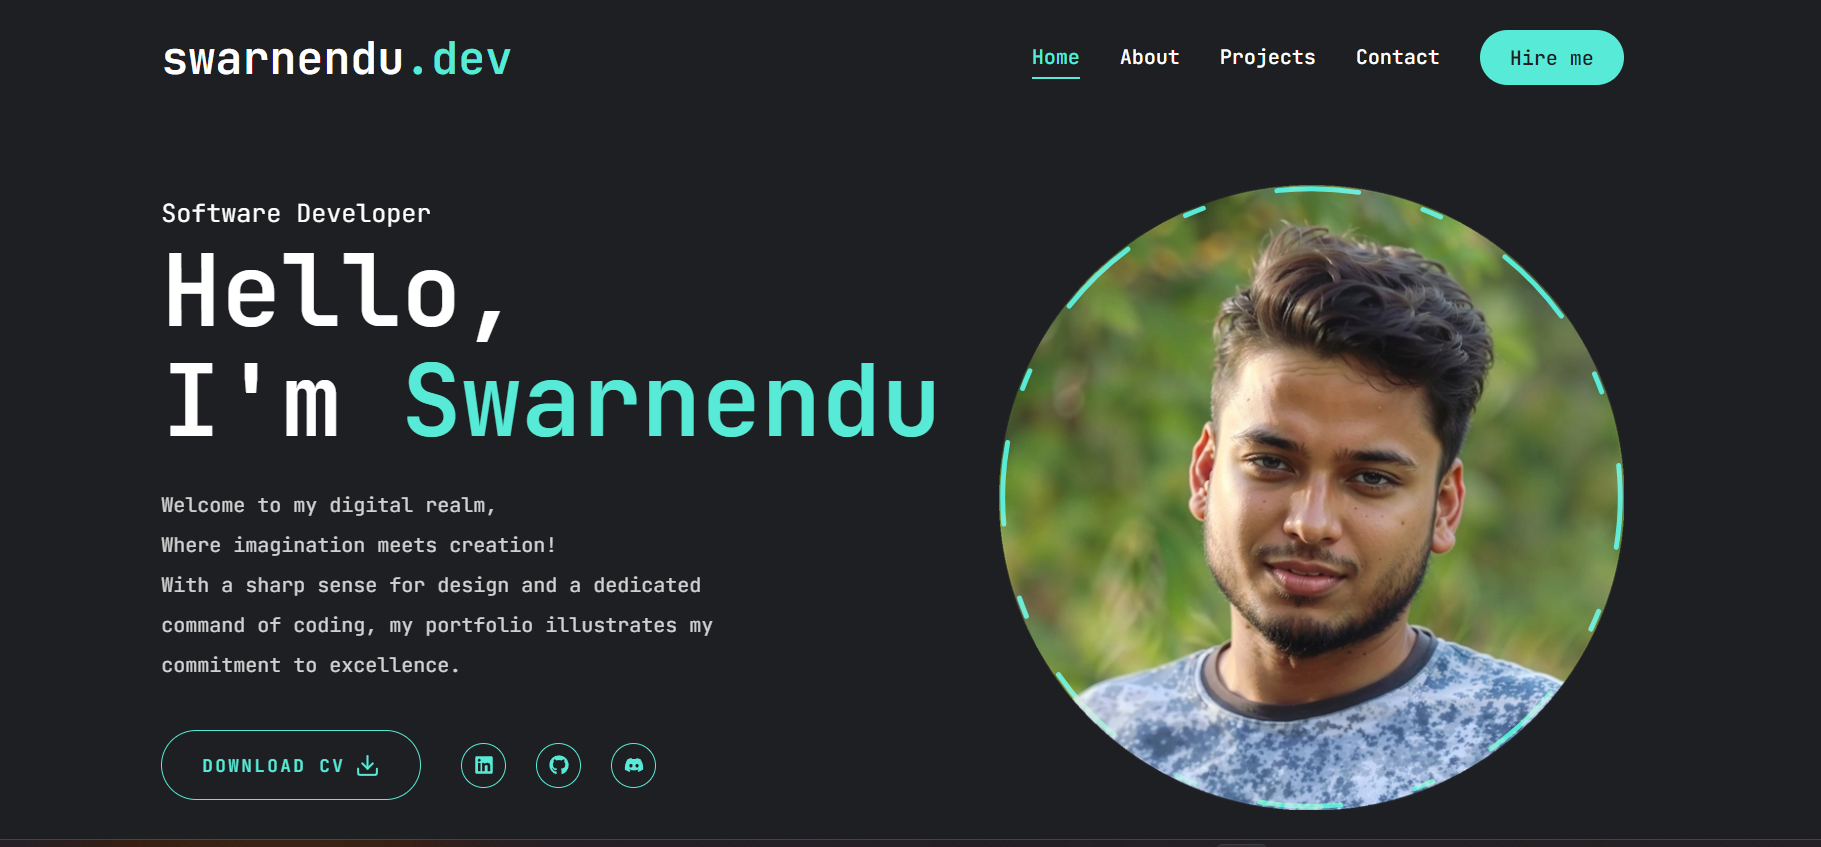 swarnendu.dev
Home About Projects Contact Hire me
Software Developer
Hello,
I'm Swarnendu
Welcome to my digital realm,
Where imagination meets creation!
With a sharp sense for design and a dedicated
command of coding, my portfolio illustrates my
commitment to excellence.
DOWNLOAD CV